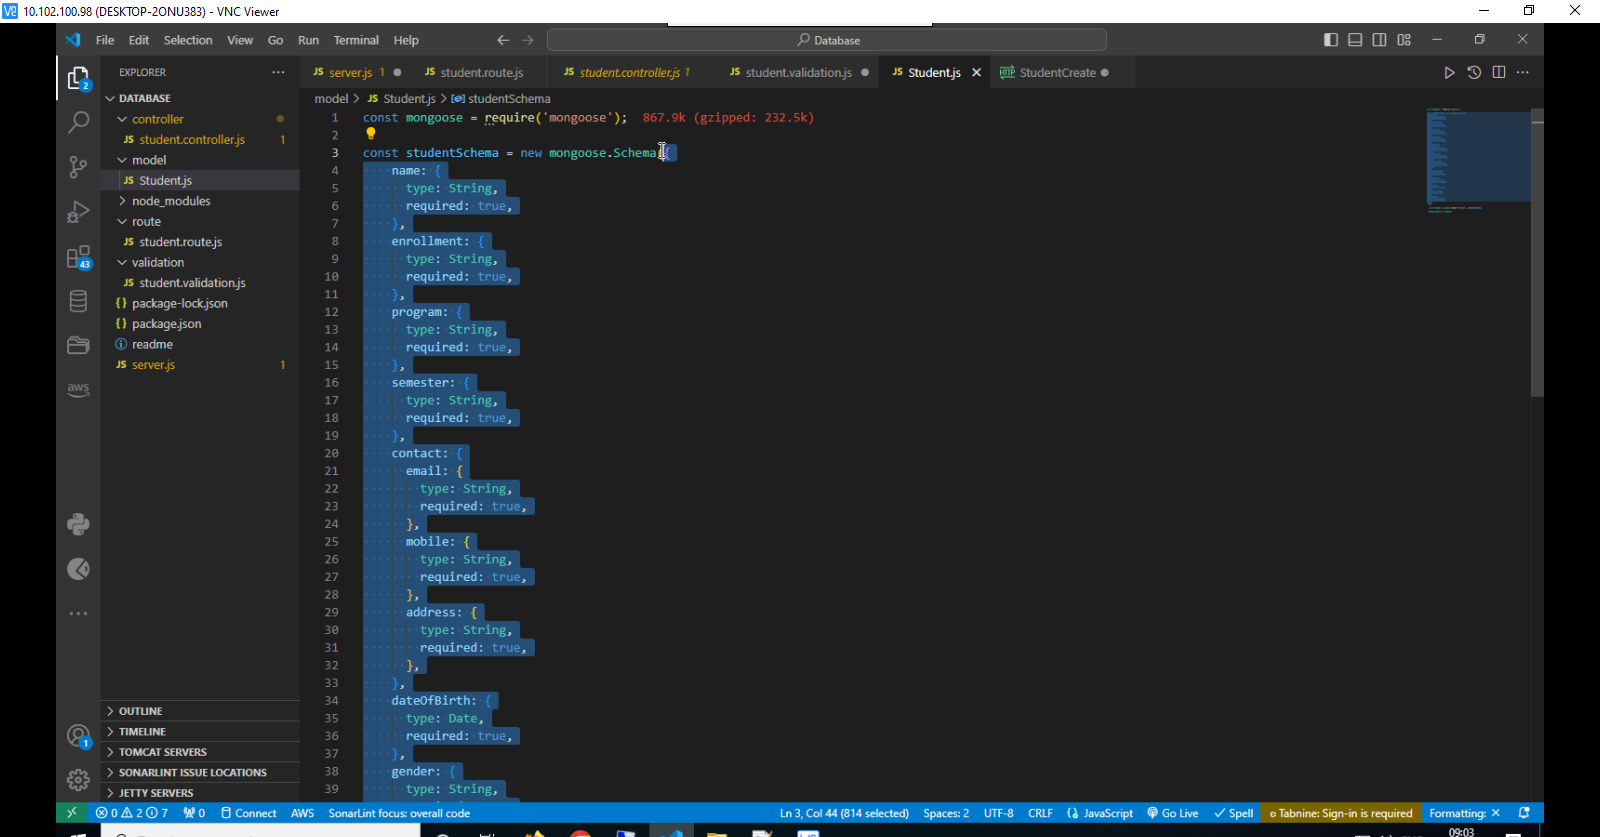 10.102.100.98 (DESKTOP-2ONU383) - VNC Viewer
File Edit Selection View Go Run Terminal Help
Database
EXPLORER
server.js 1
student.route.js
student.controller.js 1
student.validation.js
Student.js
StudentCreate
DATABASE
controller
student.controller.js 1
model
Student.js
node_modules
route
student.route.js
validation
student.validation.js
package-lock.json
package.json
readme
server.js 1
OUTLINE
TIMELINE
TOMCAT SERVERS
SONARLINT ISSUE LOCATIONS
JETTY SERVERS
2
43
aws
1
model > JS Student.js > studentSchema
1 const mongoose = require('mongoose'); 867.9k (gzipped: 232.5k)
2
3 const studentSchema = new mongoose.Schema({
4 name: {
5 type: String,
6 required: true,
7 },
8 enrollment: {
9 type: String,
10 required: true,
11 },
12 program: {
13 type: String,
14 required: true,
15 },
16 semester: {
17 type: String,
18 required: true,
19 },
20 contact: {
21 email: {
22 type: String,
23 required: true,
24 },
25 mobile: {
26 type: String,
27 required: true,
28 },
29 address: {
30 type: String,
31 required: true,
32 },
33 },
34 dateOfBirth: {
35 type: Date,
36 required: true,
37 },
38 gender: {
39 type: String,
0 2 7 0 Connect AWS SonarLint focus: overall code Ln 3, Col 44 (814 selected) Spaces: 2 UTF-8 CRLF JavaScript Go Live Spell Tabnine: Sign-in is required Formatting: ×
09:03